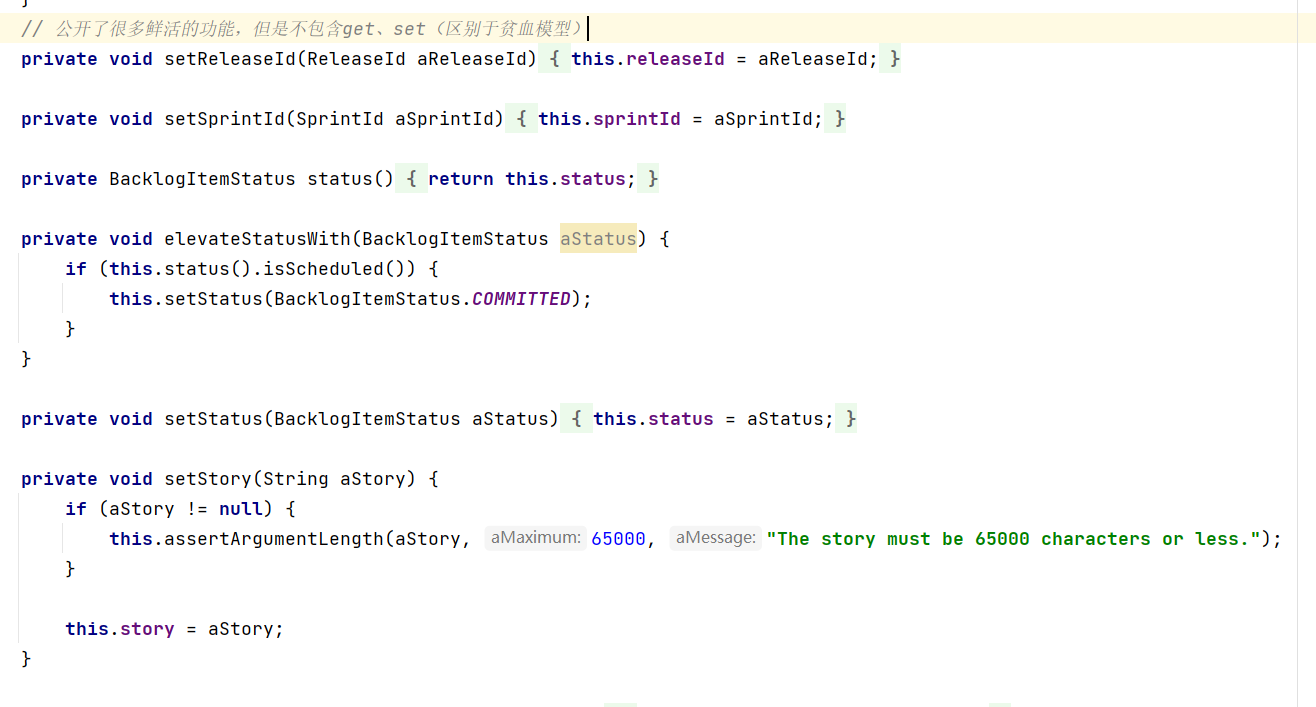 }
// 公开了很多鲜活的功能，但是不包含get、set（区别于贫血模型）
private void setReleaseId(ReleaseId aReleaseId) { this.releaseId = aReleaseId; }
private void setSprintId(SprintId aSprintId) { this.sprintId = aSprintId; }
private BacklogItemStatus status() { return this.status; }
private void elevateStatusWith(BacklogItemStatus aStatus) {
if (this.status().isScheduled()) {
this.setStatus(BacklogItemStatus.COMMITTED);
}
}
private void setStatus(BacklogItemStatus aStatus) { this.status = aStatus; }
private void setStory(String aStory) {
if (aStory != null) {
this.assertArgumentLength(aStory, aMaximum: 65000, aMessage: "The story must be 65000 characters or less.");
}
this.story = aStory;
}